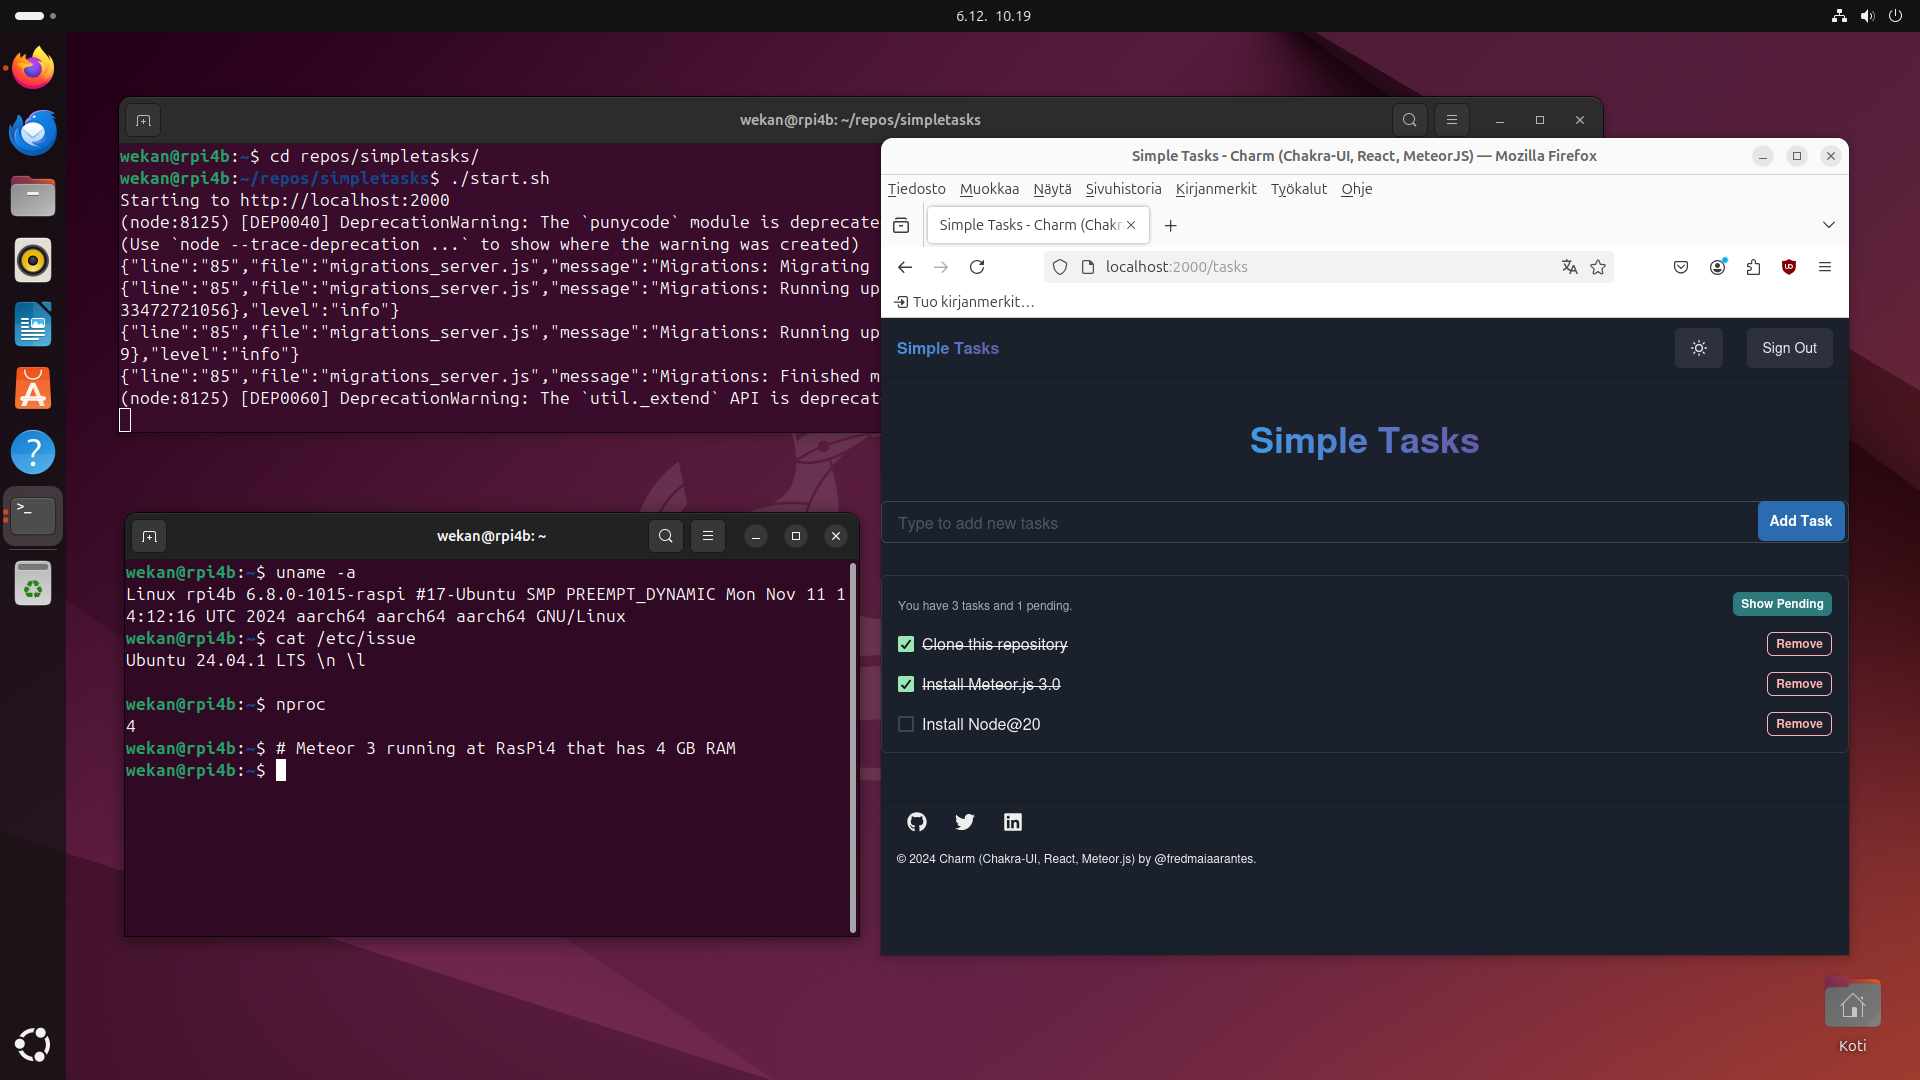 6.12. 10.19
wekan@rpi4b: ~/repos/simpletasks
wekan@rpi4b:~$ cd repos/simpletasks/
wekan@rpi4b:~/repos/simpletasks$ ./start.sh
Starting to http://localhost:2000
(node:8125) [DEP0040] DeprecationWarning: The `punycode` module is deprecate
(Use `node --trace-deprecation ...` to show where the warning was created)
{"line":"85","file":"migrations_server.js","message":"Migrations: Migrating
{"line":"85","file":"migrations_server.js","message":"Migrations: Running up
33472721056},"level":"info"}
{"line":"85","file":"migrations_server.js","message":"Migrations: Running up
9},"level":"info"}
{"line":"85","file":"migrations_server.js","message":"Migrations: Finished m
(node:8125) [DEP0060] DeprecationWarning: The `util._extend` API is deprecat
wekan@rpi4b: ~
wekan@rpi4b:~$ uname -a
Linux rpi4b 6.8.0-1015-raspi #17-Ubuntu SMP PREEMPT_DYNAMIC Mon Nov 11 1
4:12:16 UTC 2024 aarch64 aarch64 aarch64 GNU/Linux
wekan@rpi4b:~$ cat /etc/issue
Ubuntu 24.04.1 LTS \n \l
wekan@rpi4b:~$ nproc
4
wekan@rpi4b:~$ # Meteor 3 running at RasPi4 that has 4 GB RAM
wekan@rpi4b:~$
Simple Tasks - Charm (Chakra-UI, React, MeteorJS) — Mozilla Firefox
Tiedosto Muokkaa Näytä Sivuhistoria Kirjanmerkit Työkalut Ohje
Simple Tasks - Charm (Chakr
localhost:2000/tasks
Tuo kirjanmerkit…
Simple Tasks
Sign Out
Simple Tasks
Type to add new tasks
Add Task
You have 3 tasks and 1 pending.
Show Pending
Clone this repository
Remove
Install Meteor.js 3.0
Remove
Install Node@20
Remove
© 2024 Charm (Chakra-UI, React, Meteor.js) by @fredmaiaarantes.
Koti